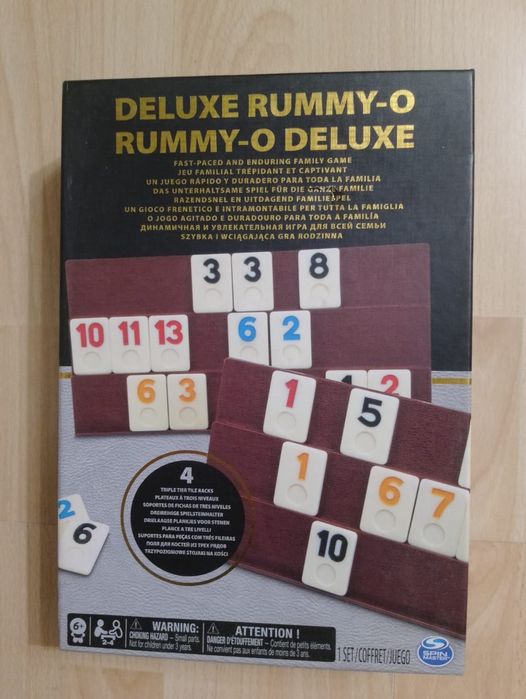 DELUXE RUMMY-O
RUMMY-O DELUXE
FAST-PACED AND ENDURING FAMILY GAME
JEU FAMILIAL TRÉPIDANT ET CAPTIVANT
UN JUEGO RÁPIDO Y DURADERO PARA TODA LA FAMILIA
DAS UNTERHALTSAME SPIEL FÜR DIE GANZE FAMILIE
RAZENDSNEL EN UITDAGEND FAMILIESPEL
UN GIOCO FRENETICO E INTRAMONTABILE PER TUTTA LA FAMIGLIA
O JOGO AGITADO E DURADOURO PARA TODA A FAMÍLIA
ДИНАМИЧНАЯ И УВЛЕКАТЕЛЬНАЯ ИГРА ДЛЯ ВСЕЙ СЕМЬИ
SZYBKA I WCIĄGAJĄCA GRA RODZINNA
3 3 8
10 11 13 6 2
6 3 1 2
1 5
1 6 7
10
2 6
4
TRIPLE TIER TILE RACKS
PLATEAUX À TROIS NIVEAUX
SOPORTES DE FICHAS DE TRES NIVELES
DREIREIHIGE SPIELSTEINHALTER
DRIELAAGSE PLANKJES VOOR STENEN
PLANCE A TRE LIVELLI
SUPORTES PARA PEÇAS COM TRÊS FILEIRAS
ПОЛЯ ДЛЯ КОСТЕЙ ИЗ ТРЕХ РЯДОВ
TRZYPOZIOMOWE STOJAKI NA KOŚCI
6+
2-4
WARNING:
CHOKING HAZARD – Small parts.
Not for children under 3 years.
ATTENTION !
DANGER D'ÉTOUFFEMENT – Contient de petits éléments.
Ne convient pas aux enfants de moins de 3 ans.
1 SET/COFFRET/JUEGO
SPIN
MASTER